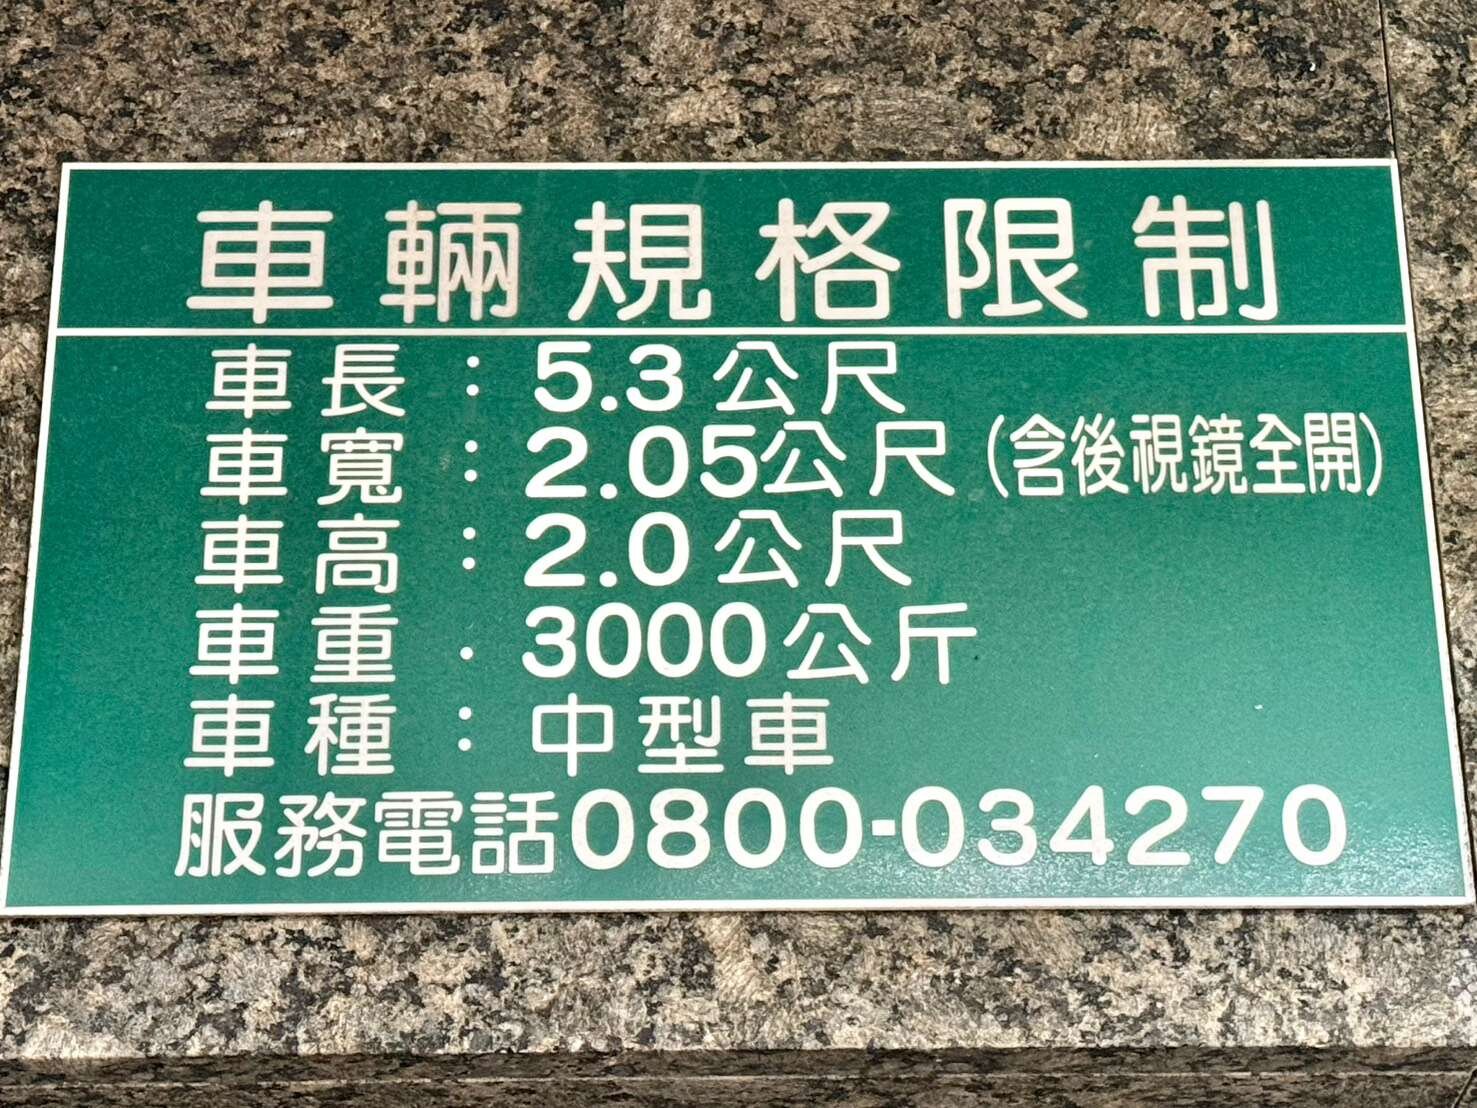 車輛規格限制
車長：5.3公尺
車寬：2.05公尺（含後視鏡全開）
車高：2.0公尺
車重．3000公斤
車種：中型車
服務電話0800-034270